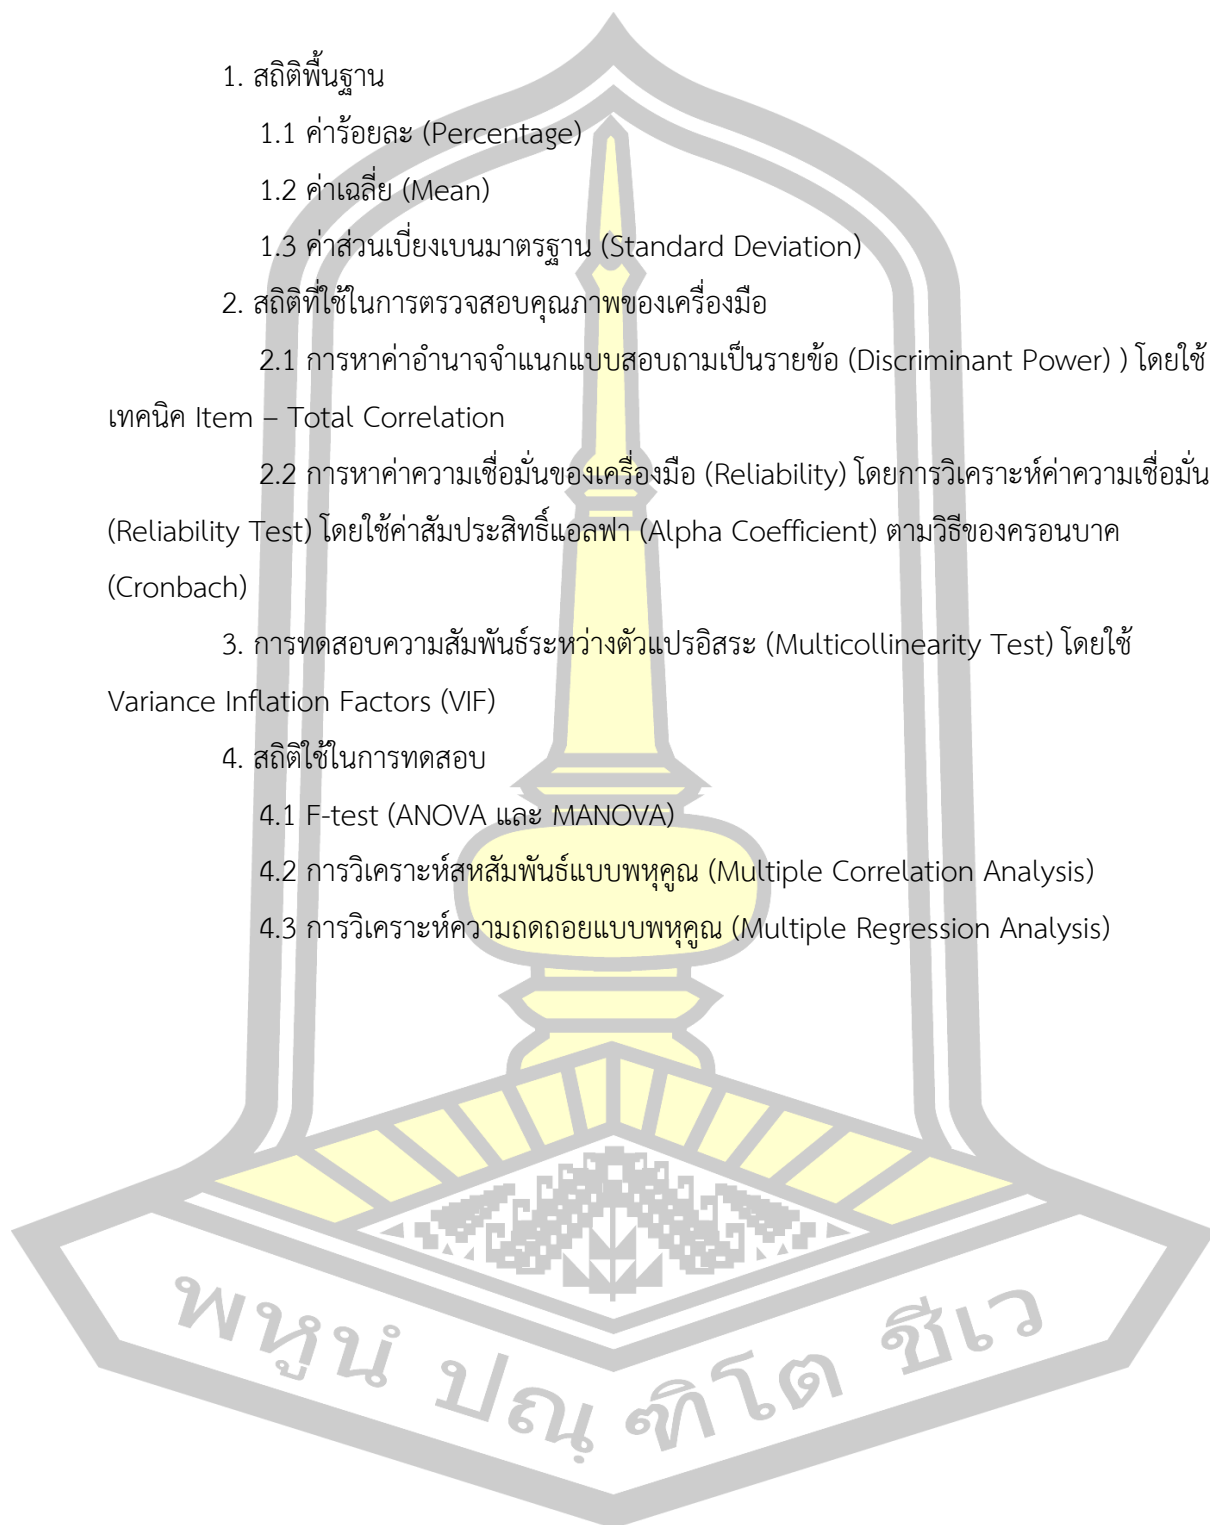 1. สถิติพื้นฐาน
1.1 ค่าร้อยละ (Percentage)
1.2 ค่าเฉลี่ย (Mean)
1.3 ค่าส่วนเบี่ยงเบนมาตรฐาน (Standard Deviation)
2. สถิติที่ใช้ในการตรวจสอบคุณภาพของเครื่องมือ
2.1 การหาค่าอำนาจจำแนกแบบสอบถามเป็นรายข้อ (Discriminant Power) ) โดยใช้
เทคนิค Item – Total Correlation
2.2 การหาค่าความเชื่อมั่นของเครื่องมือ (Reliability) โดยการวิเคราะห์ค่าความเชื่อมั่น
(Reliability Test) โดยใช้ค่าสัมประสิทธิ์แอลฟา (Alpha Coefficient) ตามวิธีของครอนบาค
(Cronbach)
3. การทดสอบความสัมพันธ์ระหว่างตัวแปรอิสระ (Multicollinearity Test) โดยใช้
Variance Inflation Factors (VIF)
4. สถิติใช้ในการทดสอบ
4.1 F-test (ANOVA และ MANOVA)
4.2 การวิเคราะห์สหสัมพันธ์แบบพหุคูณ (Multiple Correlation Analysis)
4.3 การวิเคราะห์ความถดถอยแบบพหุคูณ (Multiple Regression Analysis)
พหูนํ ปณฺ ฑิโต ชีเว